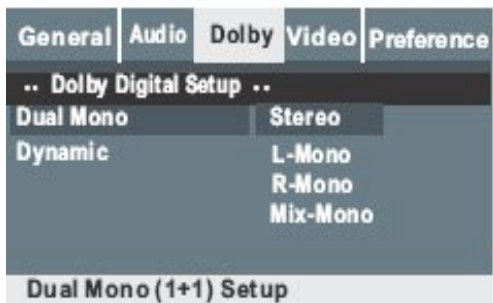 General Audio Dolby Video Preference
.. Dolby Digital Setup ..
Dual Mono Stereo
Dynamic L-Mono
R-Mono
Mix-Mono
Dual Mono (1+1) Setup